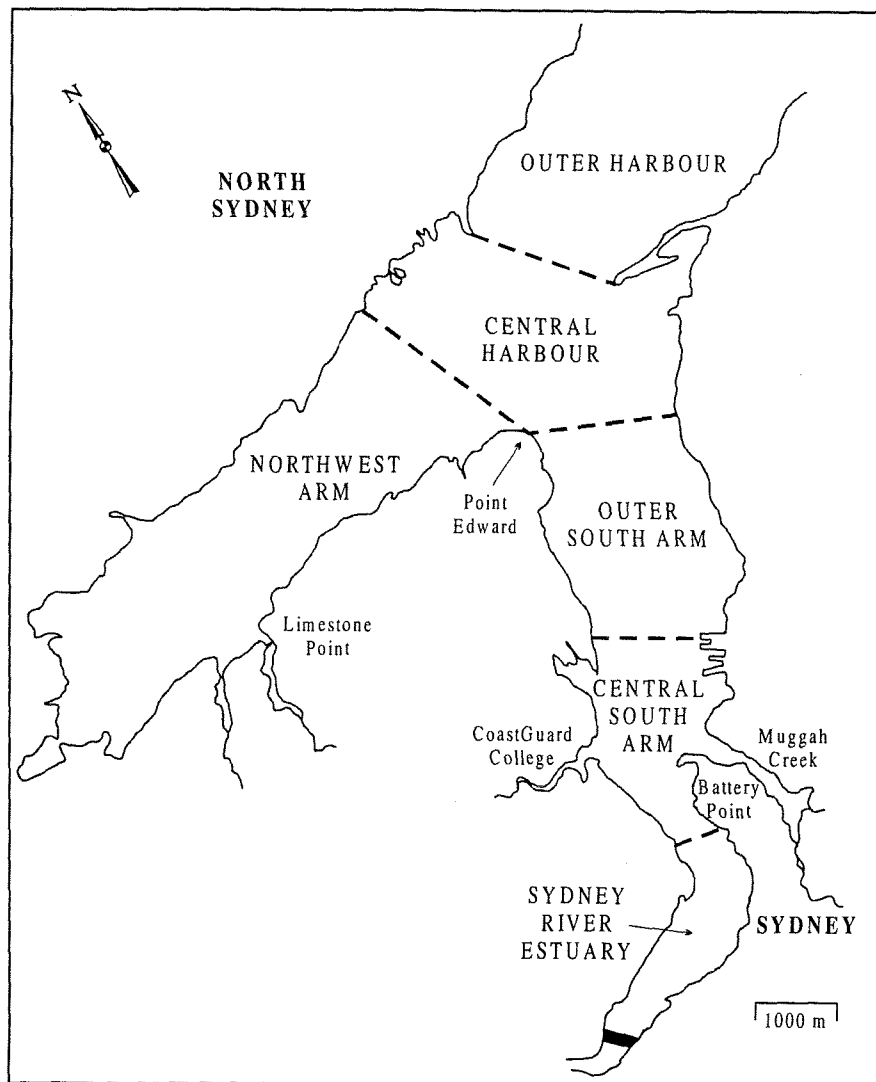 N
NORTH
SYDNEY
OUTER HARBOUR
CENTRAL
HARBOUR
NORTHWEST
ARM
Point
Edward
OUTER
SOUTH ARM
Limestone
Point
CENTRAL
SOUTH
ARM
CoastGuard
College
Muggah
Creek
Battery
Point
SYDNEY
RIVER
ESTUARY
SYDNEY
1000 m